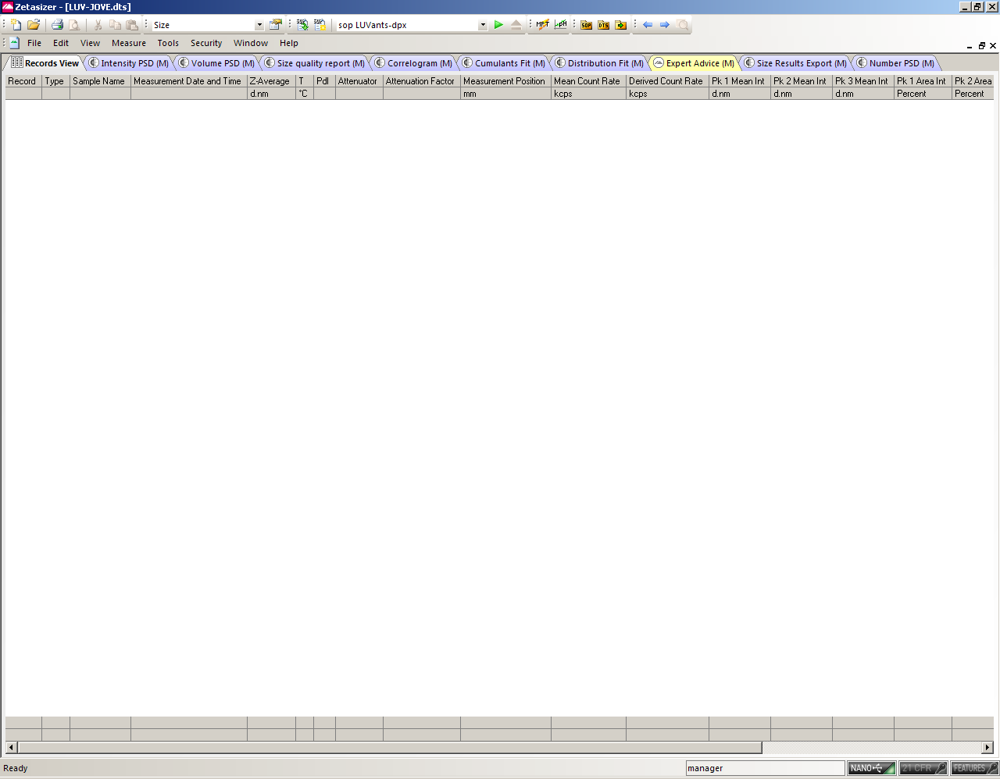 Zetasizer - [LUV-JOVE.dts]
Size sop LUVants-dpx MPT pH SOP DTS
File Edit View Measure Tools Security Window Help
Records View Intensity PSD (M) Volume PSD (M) Size quality report (M) Correlogram (M) Cumulants Fit (M) Distribution Fit (M) Expert Advice (M) Size Results Export (M) Number PSD (M)
Record Type Sample Name Measurement Date and Time Z-Average T PdI Attenuator Attenuation Factor Measurement Position Mean Count Rate Derived Count Rate Pk 1 Mean Int Pk 2 Mean Int Pk 3 Mean Int Pk 1 Area Int Pk 2 Area
d.nm °C mm kcps kcps d.nm d.nm d.nm Percent Percent
Ready manager NANO 21 CFR FEATURES